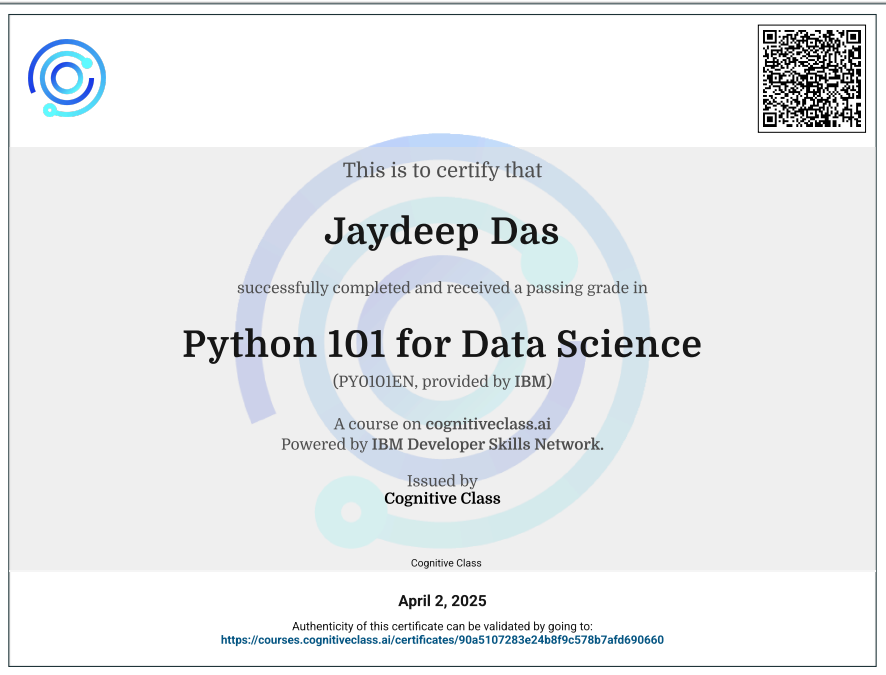 This is to certify that
Jaydeep Das
successfully completed and received a passing grade in
Python 101 for Data Science
(PY0101EN, provided by IBM)
A course on cognitiveclass.ai
Powered by IBM Developer Skills Network.
Issued by
Cognitive Class
Cognitive Class
April 2, 2025
Authenticity of this certificate can be validated by going to:
https://courses.cognitiveclass.ai/certificates/90a5107283e24b8f9c578b7afd690660